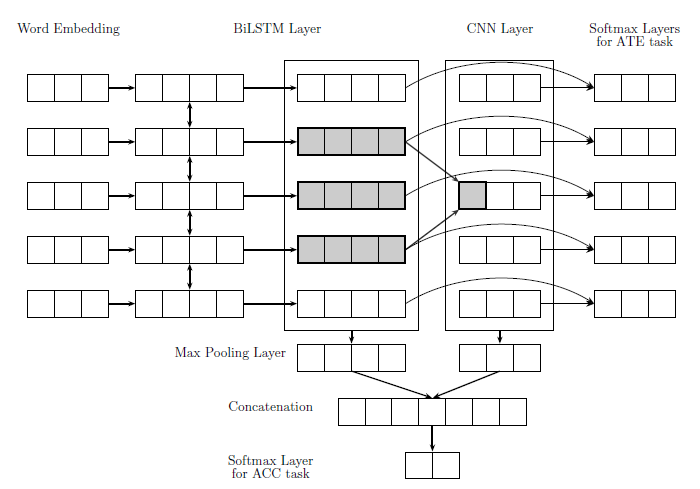 Word Embedding
BiLSTM Layer
CNN Layer
Softmax Layers
for ATE task
Max Pooling Layer
Concatenation
Softmax Layer
for ACC task